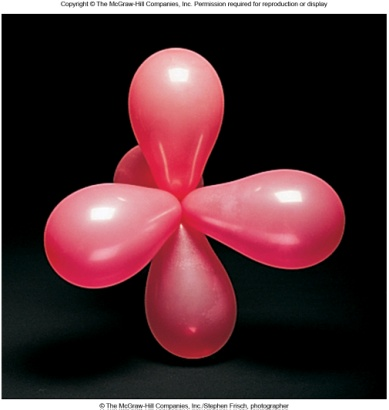 Copyright © The McGraw-Hill Companies, Inc. Permission required for reproduction or display
© The McGraw-Hill Companies, Inc./Stephen Frisch, photographer